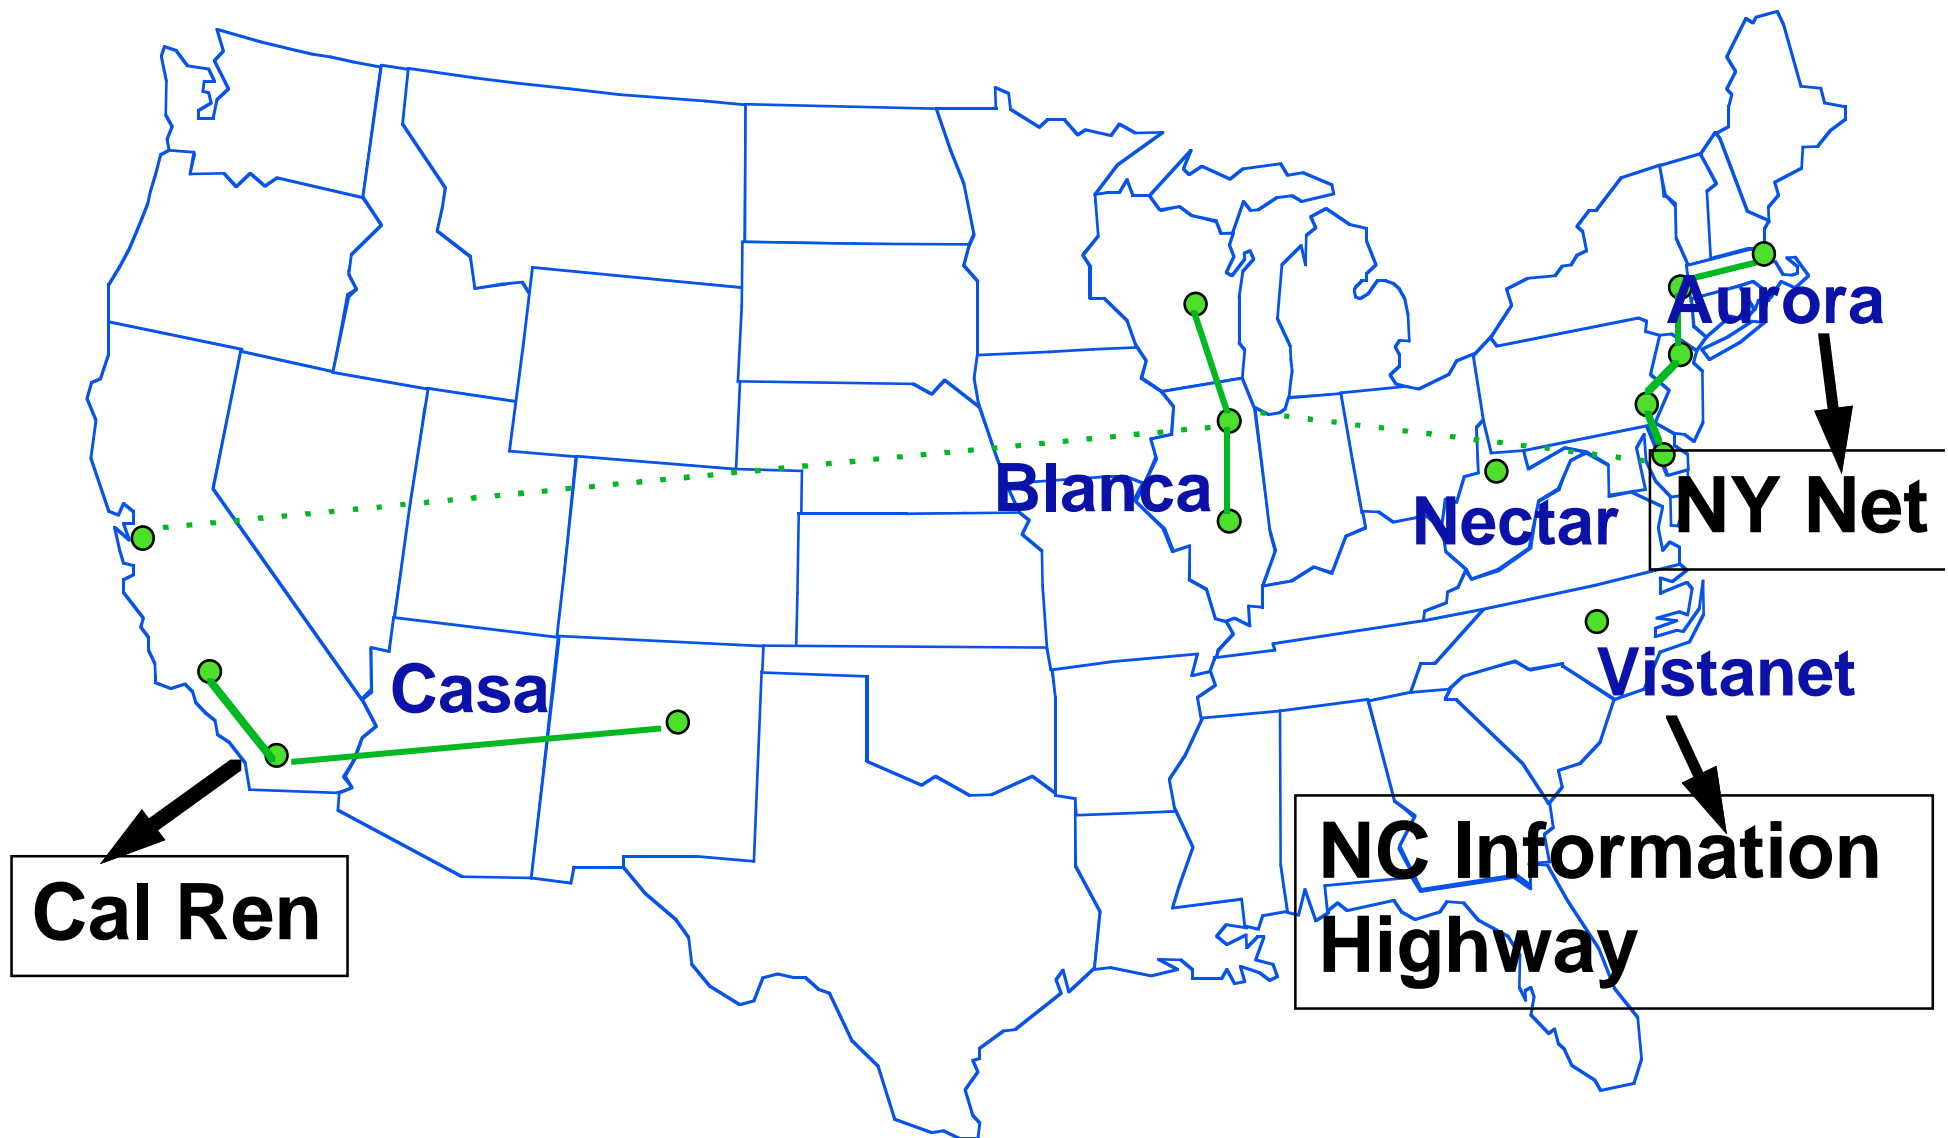 Aurora
Blanca
Nectar
NY Net
Casa
Vistanet
Cal Ren
NC Information
Highway